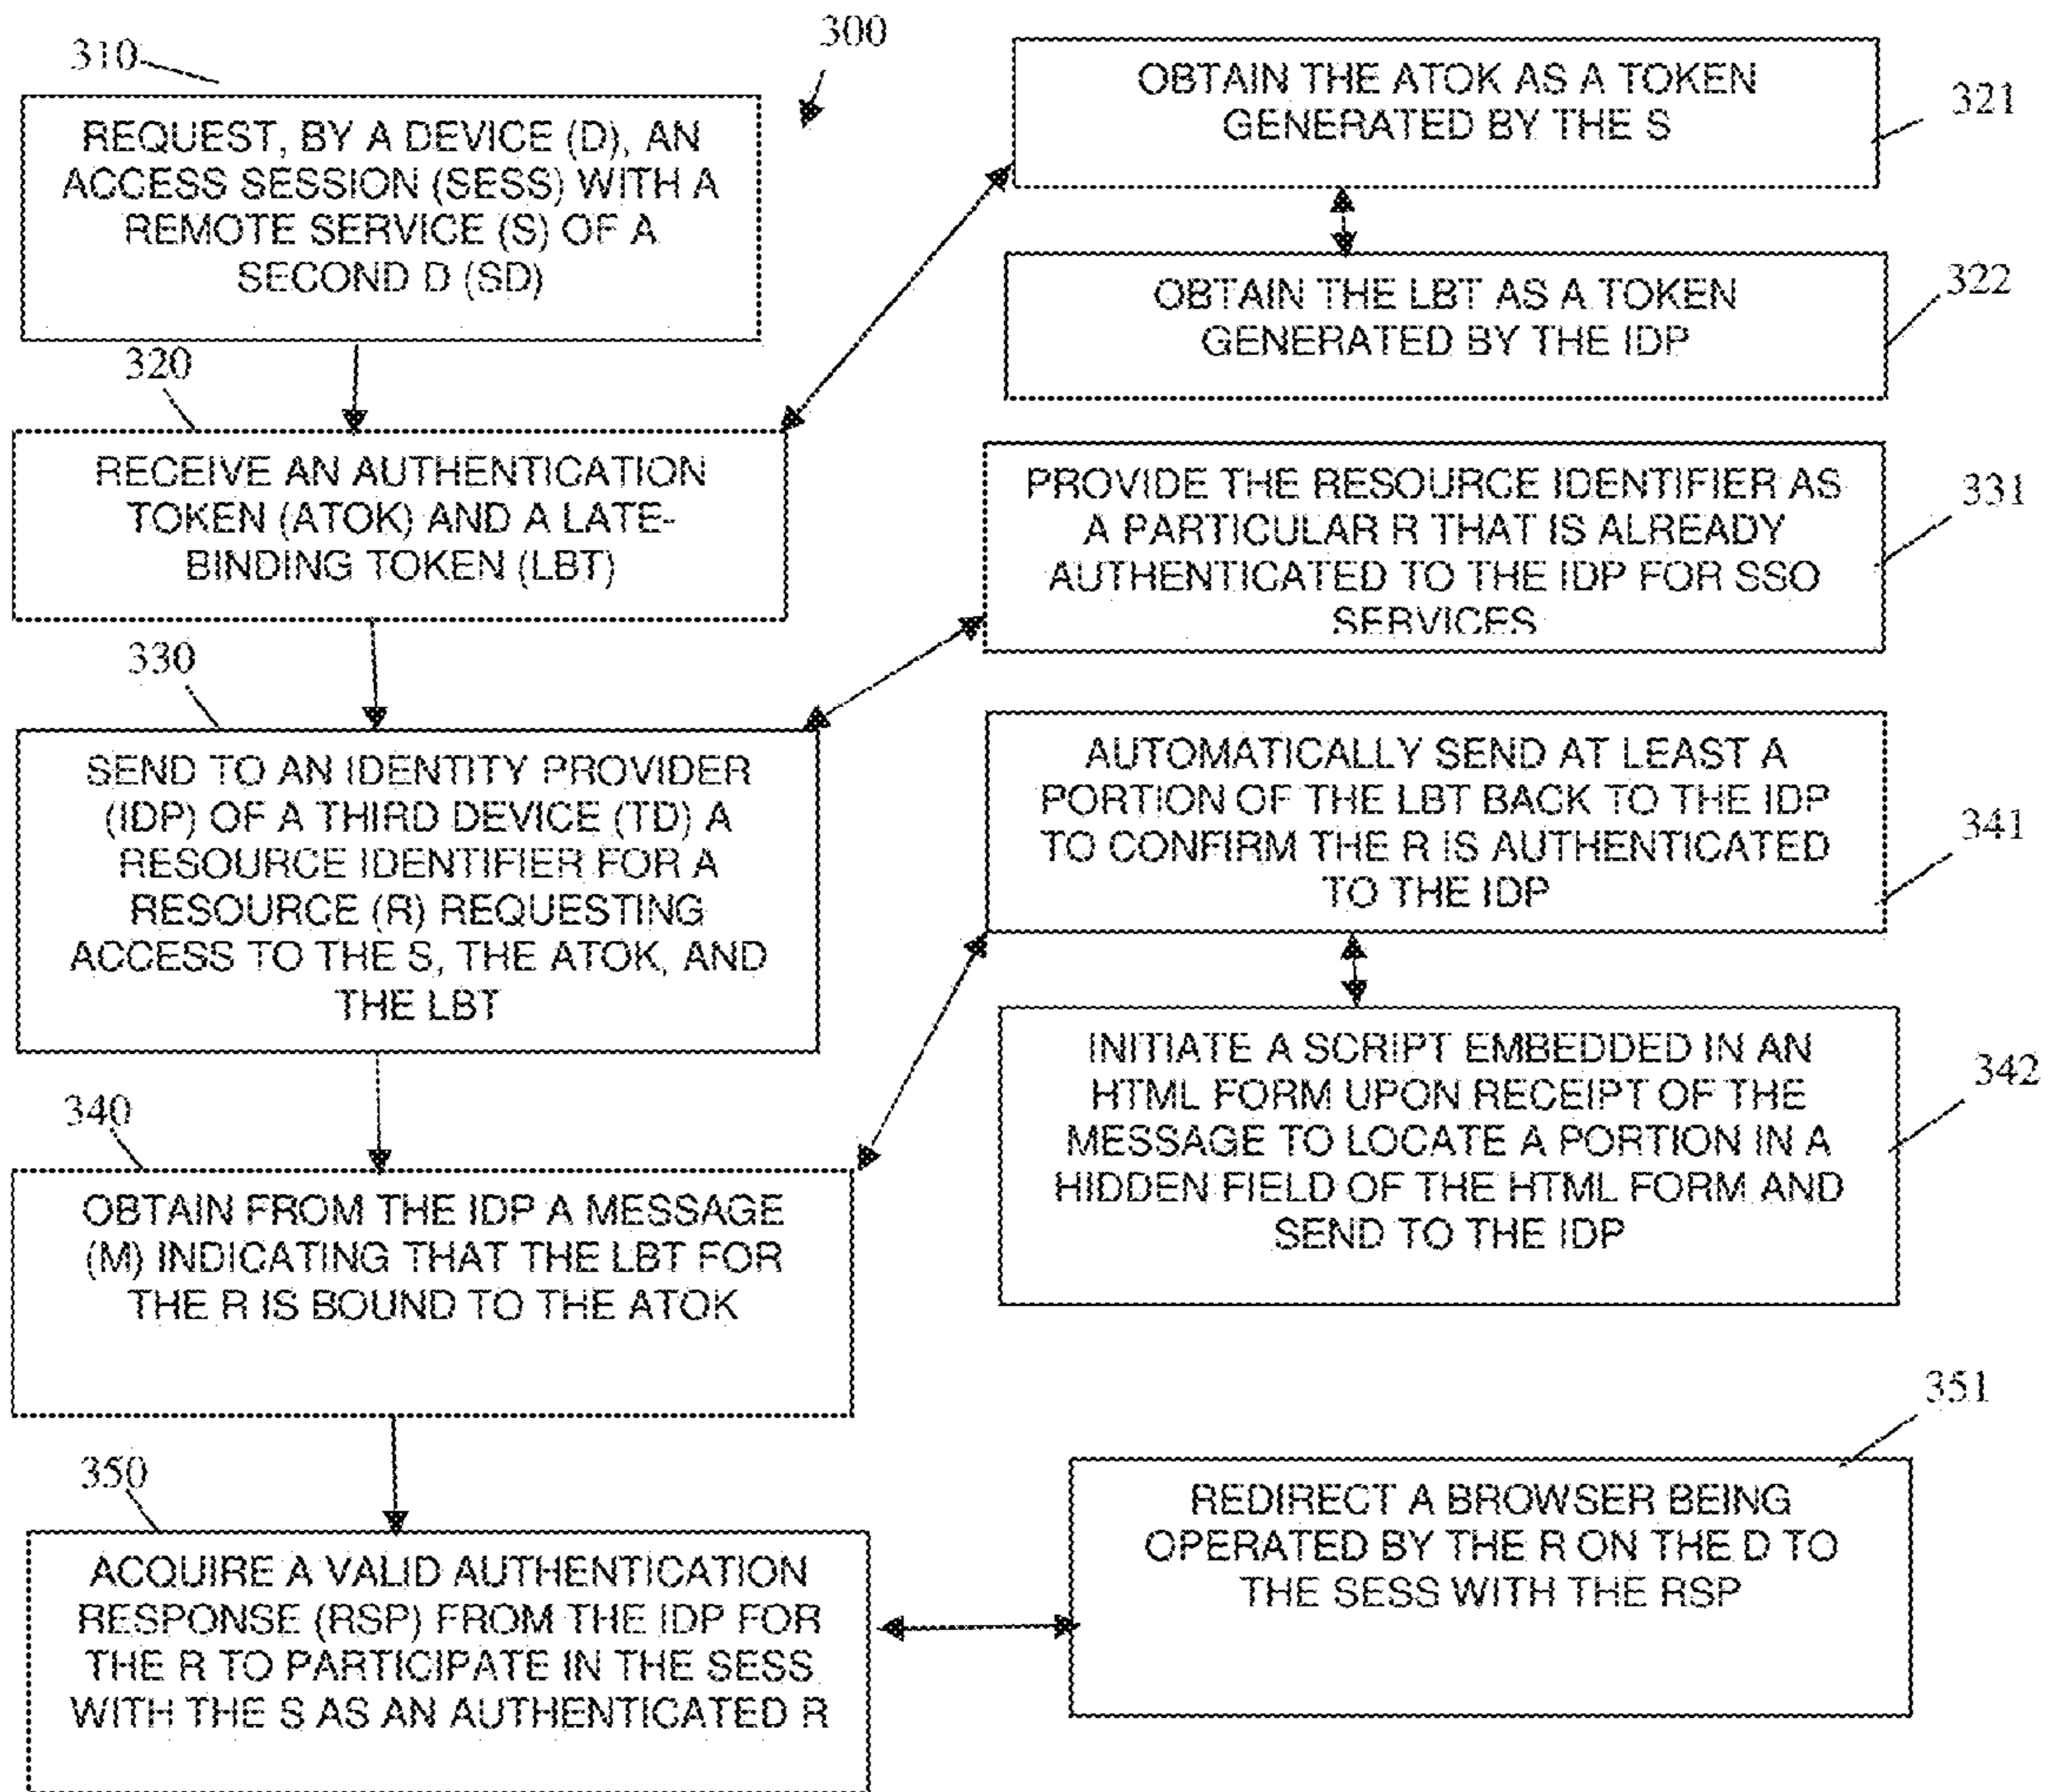 300
310
REQUEST, BY A DEVICE (D), AN
ACCESS SESSION (SESS) WITH A
REMOTE SERVICE (S) OF A
SECOND D (SD)
320
RECEIVE AN AUTHENTICATION
TOKEN (ATOK) AND A LATE-
BINDING TOKEN (LBT)
330
SEND TO AN IDENTITY PROVIDER
(IDP) OF A THIRD DEVICE (TD) A
RESOURCE IDENTIFIER FOR A
RESOURCE (R) REQUESTING
ACCESS TO THE S, THE ATOK, AND
THE LBT
340
OBTAIN FROM THE IDP A MESSAGE
(M) INDICATING THAT THE LBT FOR
THE R IS BOUND TO THE ATOK
350
ACQUIRE A VALID AUTHENTICATION
RESPONSE (RSP) FROM THE IDP FOR
THE R TO PARTICIPATE IN THE SESS
WITH THE S AS AN AUTHENTICATED R
OBTAIN THE ATOK AS A TOKEN
GENERATED BY THE S
321
OBTAIN THE LBT AS A TOKEN
GENERATED BY THE IDP
322
PROVIDE THE RESOURCE IDENTIFIER AS
A PARTICULAR R THAT IS ALREADY
AUTHENTICATED TO THE IDP FOR SSO
SERVICES
331
AUTOMATICALLY SEND AT LEAST A
PORTION OF THE LBT BACK TO THE IDP
TO CONFIRM THE R IS AUTHENTICATED
TO THE IDP
341
INITIATE A SCRIPT EMBEDDED IN AN
HTML FORM UPON RECEIPT OF THE
MESSAGE TO LOCATE A PORTION IN A
HIDDEN FIELD OF THE HTML FORM AND
SEND TO THE IDP
342
351
REDIRECT A BROWSER BEING
OPERATED BY THE R ON THE D TO
THE SESS WITH THE RSP